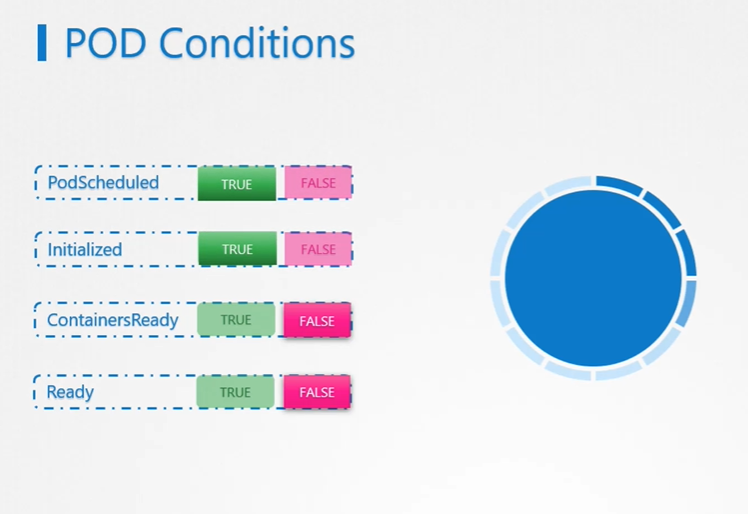 POD Conditions
PodScheduled TRUE FALSE
Initialized TRUE FALSE
ContainersReady TRUE FALSE
Ready TRUE FALSE